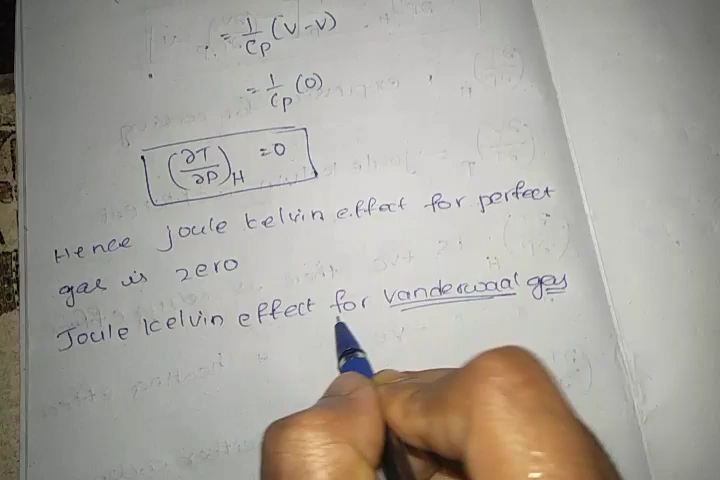 = 1/Cp (V-V)
= 1/Cp (0)
(∂T/∂P)H = 0
Hence joule kelvin effect for perfect
gas is zero
Joule kelvin effect for vanderwaal gas